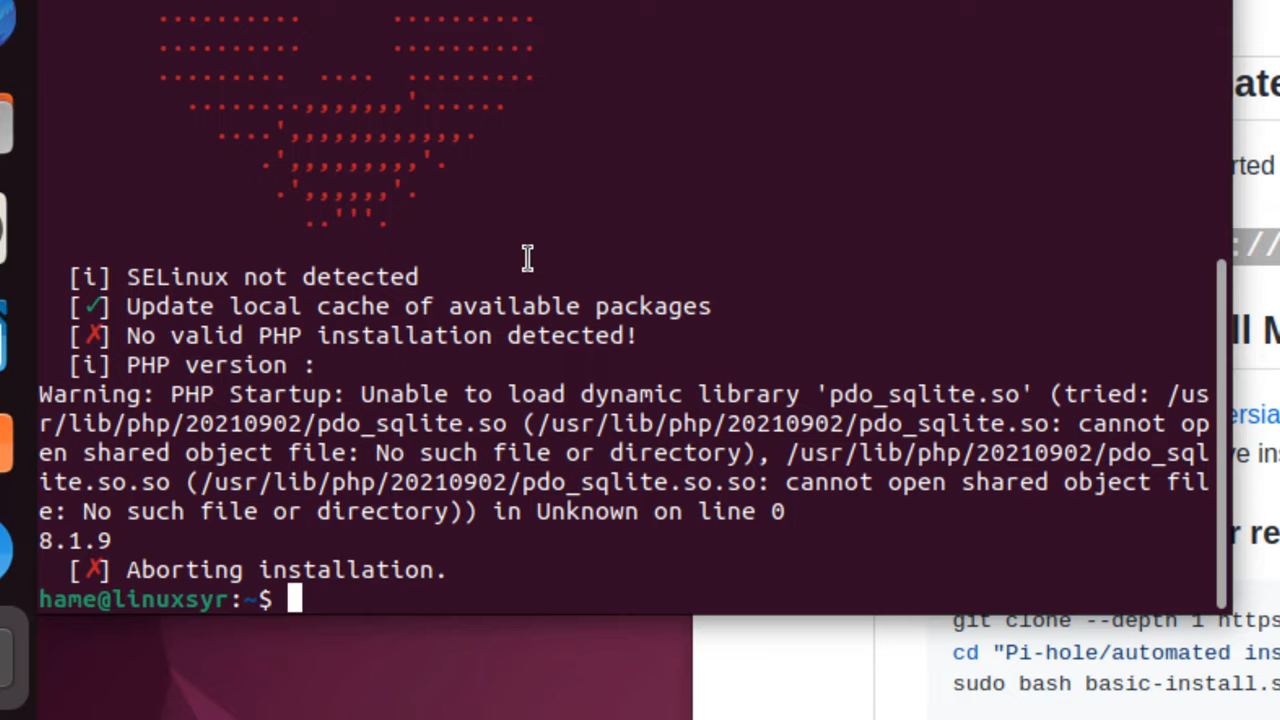 [i] SELinux not detected
[✓] Update local cache of available packages
[✗] No valid PHP installation detected!
[i] PHP version :
Warning: PHP Startup: Unable to load dynamic library 'pdo_sqlite.so' (tried: /us
r/lib/php/20210902/pdo_sqlite.so (/usr/lib/php/20210902/pdo_sqlite.so: cannot op
en shared object file: No such file or directory), /usr/lib/php/20210902/pdo_sql
ite.so.so (/usr/lib/php/20210902/pdo_sqlite.so.so: cannot open shared object fil
e: No such file or directory)) in Unknown on line 0
8.1.9
[✗] Aborting installation.
hame@linuxsyr:~$
git clone --depth 1 https
cd "Pi-hole/automated ins
sudo bash basic-install.s